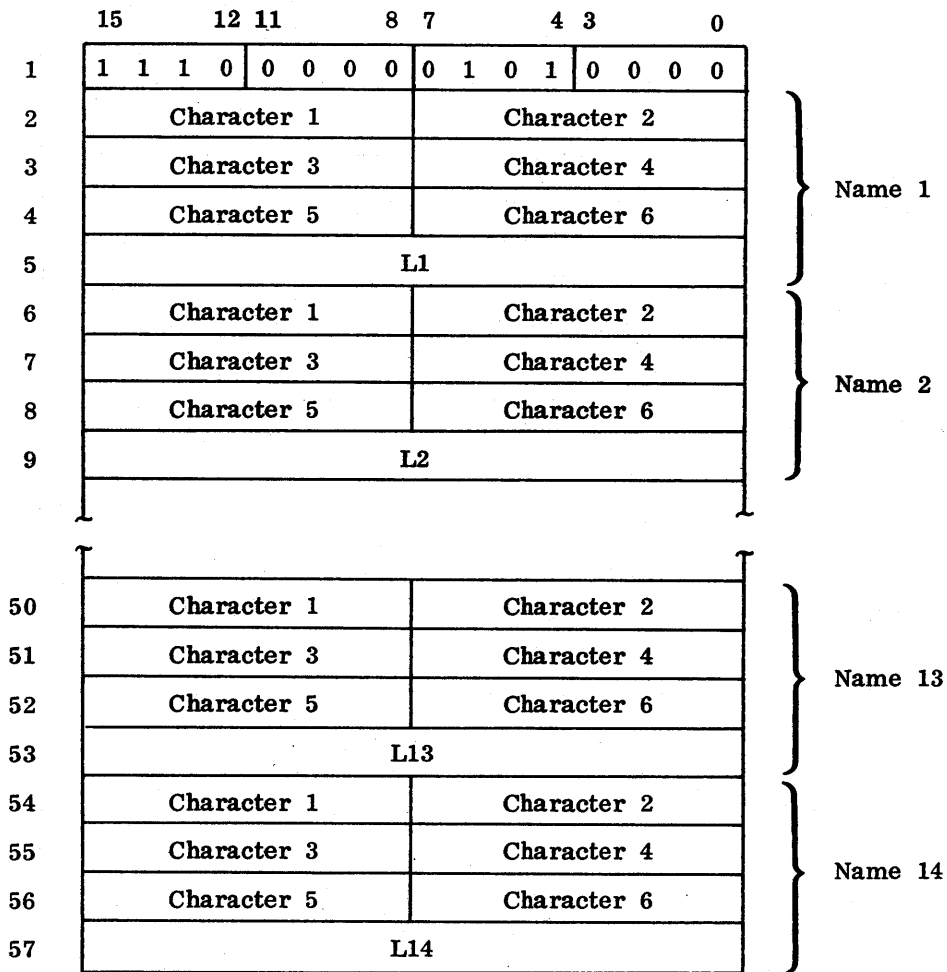 15 12 11 8 7 4 3 0
1 1 1 1 0 0 0 0 0 0 1 0 1 0 0 0 0
2 Character 1 Character 2
3 Character 3 Character 4
Name 1
4 Character 5 Character 6
5 L1
6 Character 1 Character 2
7 Character 3 Character 4
Name 2
8 Character 5 Character 6
9 L2
50 Character 1 Character 2
51 Character 3 Character 4
Name 13
52 Character 5 Character 6
53 L13
54 Character 1 Character 2
55 Character 3 Character 4
Name 14
56 Character 5 Character 6
57 L14